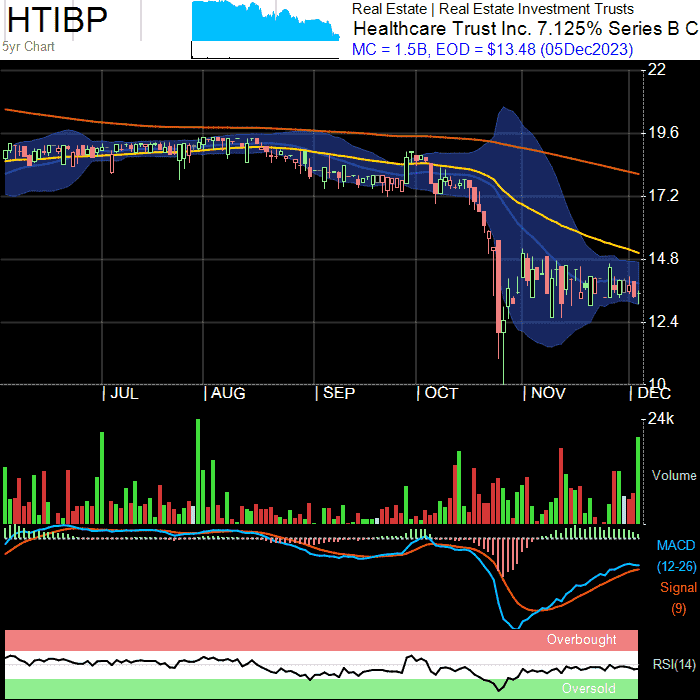 HTIBP
5yr Chart
Real Estate | Real Estate Investment Trusts
Healthcare Trust Inc. 7.125% Series B C
MC = 1.5B, EOD = $13.48 (05Dec2023)
22
19.6
17.2
14.8
12.4
10
| JUL
| AUG
| SEP
| OCT
| NOV
| DEC
24k
Volume
MACD
(12-26)
Signal
(9)
Overbought
RSI(14)
Oversold